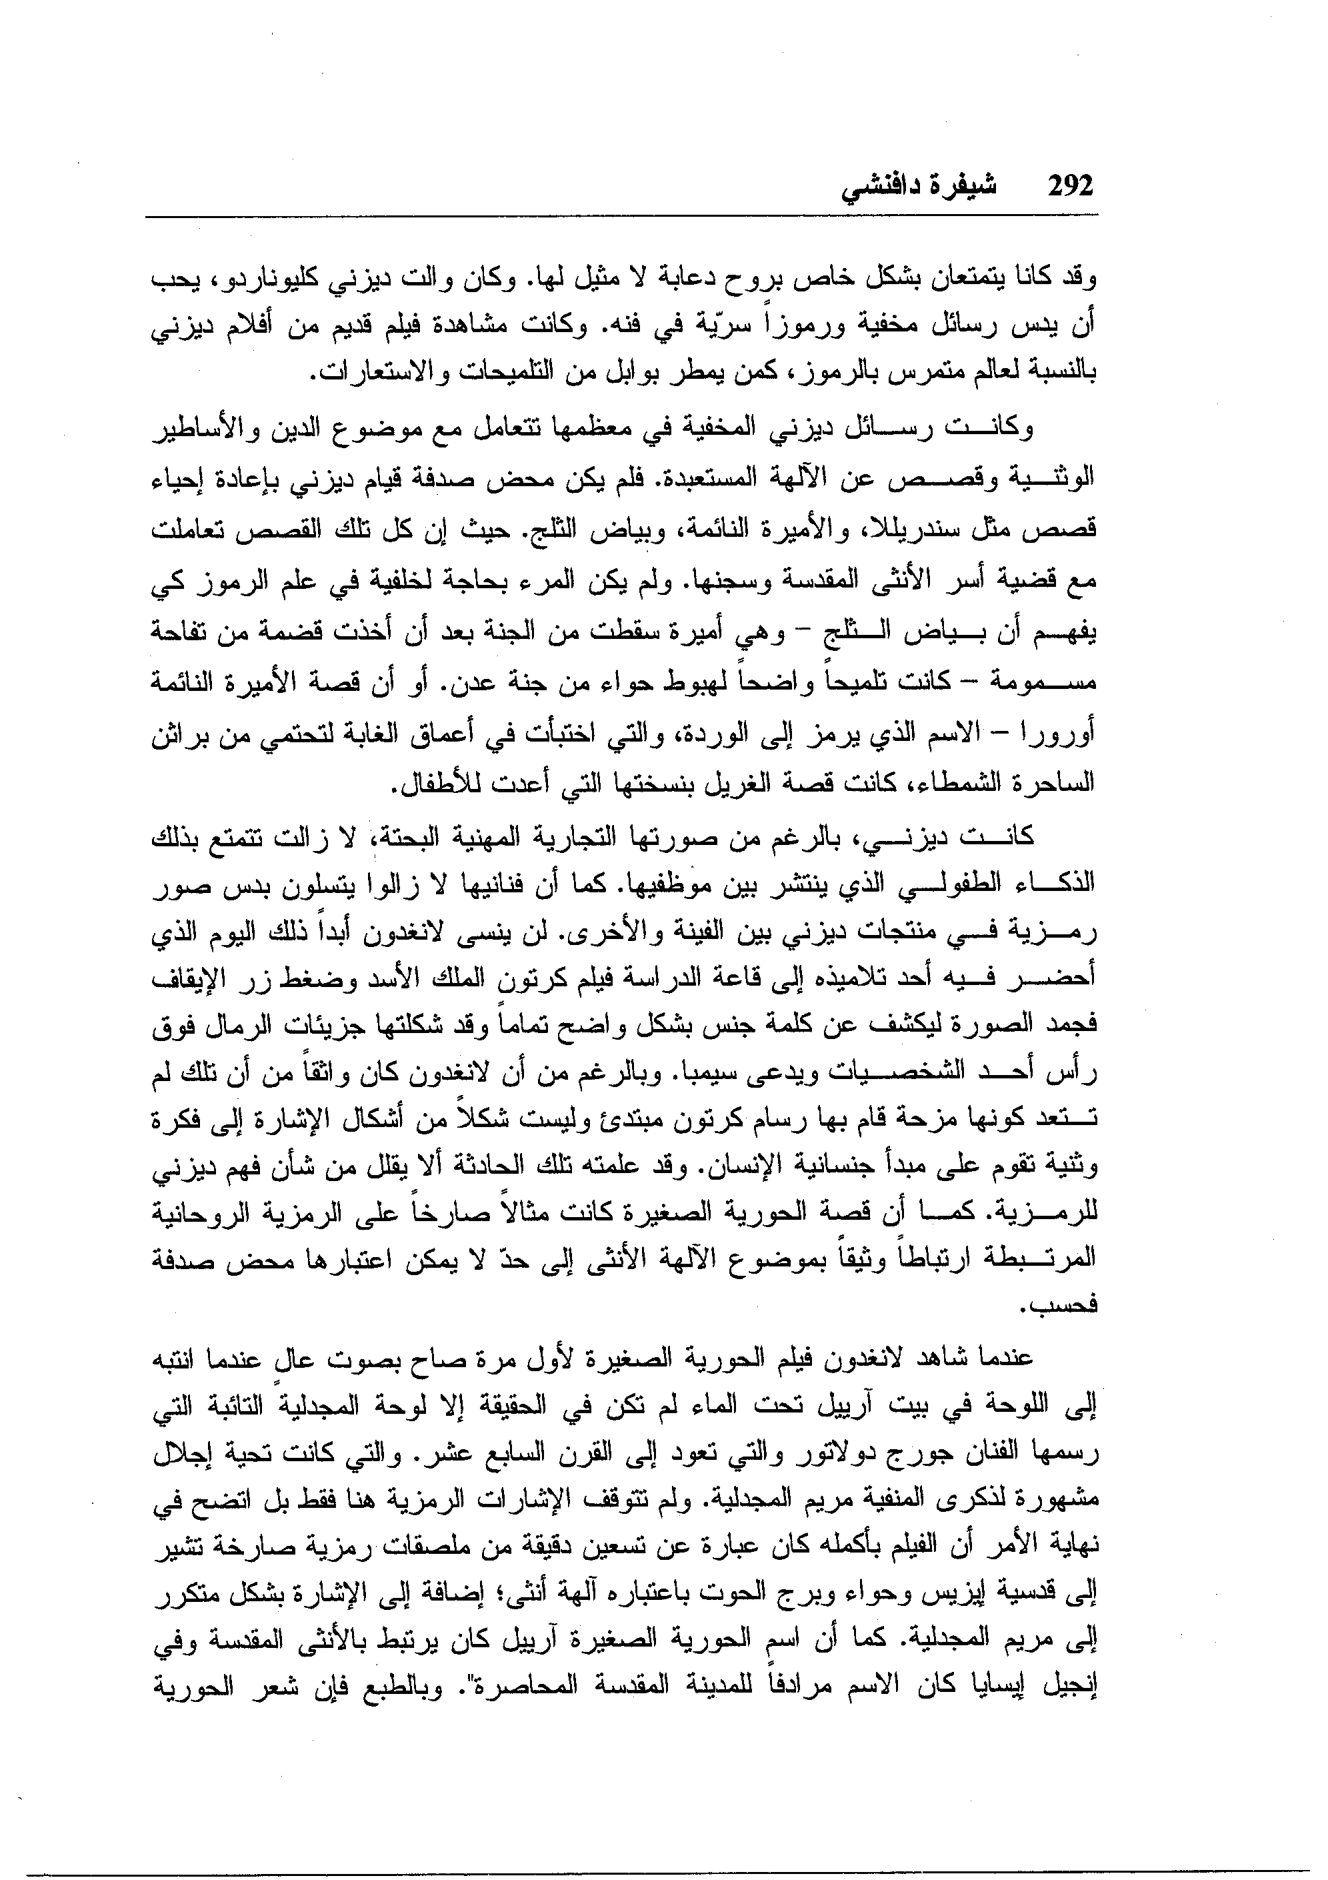 292 شيفرة دافنشي
وقد كانا يتمتعان بشكل خاص بروح دعابة لا مثيل لها. وكان والت ديزني كليوناردو، يحب
أن يدس رسائل مخفية ورموزاً سريّة في فنه. وكانت مشاهدة فيلم قديم من أفلام ديزني
بالنسبة لعالم متمرس بالرموز، كمن يمطر بوابل من التلميحات والاستعارات.
وكانت رسائل ديزني المخفية في معظمها تتعامل مع موضوع الدين والأساطير
الوثنية وقصص عن الآلهة المستعبدة. فلم يكن محض صدفة قيام ديزني بإعادة إحياء
قصص مثل سندريللا، والأميرة النائمة، وبياض الثلج. حيث إن كل تلك القصص تعاملت
مع قضية أسر الأنثى المقدسة وسجنها. ولم يكن المرء بحاجة لخلفية في علم الرموز كي
يفهم أن بياض الثلج – وهي أميرة سقطت من الجنة بعد أن أخذت قضمة من تفاحة
مسمومة – كانت تلميحاً واضحاً لهبوط حواء من جنة عدن. أو أن قصة الأميرة النائمة
أورورا – الاسم الذي يرمز إلى الوردة، والتي اختبأت في أعماق الغابة لتحتمي من براثن
الساحرة الشمطاء، كانت قصة الغريل بنسختها التي أعدت للأطفال.
كانت ديزني، بالرغم من صورتها التجارية المهنية البحتة، لا زالت تتمتع بذلك
الذكاء الطفولي الذي ينتشر بين موظفيها. كما أن فنانيها لا زالوا يتسلون بدس صور
رمزية في منتجات ديزني بين الفينة والأخرى. لن ينسى لانغدون أبداً ذلك اليوم الذي
أحضر فيه أحد تلاميذه إلى قاعة الدراسة فيلم كرتون الملك الأسد وضغط زر الإيقاف
فجمد الصورة ليكشف عن كلمة جنس بشكل واضح تماماً وقد شكلتها جزيئات الرمال فوق
رأس أحد الشخصيات ويدعى سيمبا. وبالرغم من أن لانغدون كان واثقاً من أن تلك لم
تتعد كونها مزحة قام بها رسام كرتون مبتدئ وليست شكلاً من أشكال الإشارة إلى فكرة
وثنية تقوم على مبدأ جنسانية الإنسان. وقد علمته تلك الحادثة ألا يقلل من شأن فهم ديزني
للرمزية. كما أن قصة الحورية الصغيرة كانت مثالاً صارخاً على الرمزية الروحانية
المرتبطة ارتباطاً وثيقاً بموضوع الآلهة الأنثى إلى حدّ لا يمكن اعتبارها محض صدفة
فحسب.
عندما شاهد لانغدون فيلم الحورية الصغيرة لأول مرة صاح بصوت عالٍ عندما انتبه
إلى اللوحة في بيت آرييل تحت الماء لم تكن في الحقيقة إلا لوحة المجدلية التائبة التي
رسمها الفنان جورج دولاتور والتي تعود إلى القرن السابع عشر. والتي كانت تحية إجلال
مشهورة لذكرى المنفية مريم المجدلية. ولم تتوقف الإشارات الرمزية هنا فقط بل اتضح في
نهاية الأمر أن الفيلم بأكمله كان عبارة عن تسعين دقيقة من ملصقات رمزية صارخة تشير
إلى قدسية إيزيس وحواء وبرج الحوت باعتباره آلهة أنثى؛ إضافة إلى الإشارة بشكل متكرر
إلى مريم المجدلية. كما أن اسم الحورية الصغيرة آرييل كان يرتبط بالأنثى المقدسة وفي
إنجيل إيسايا كان الاسم مرادفاً للمدينة المقدسة المحاصرة". وبالطبع فإن شعر الحورية